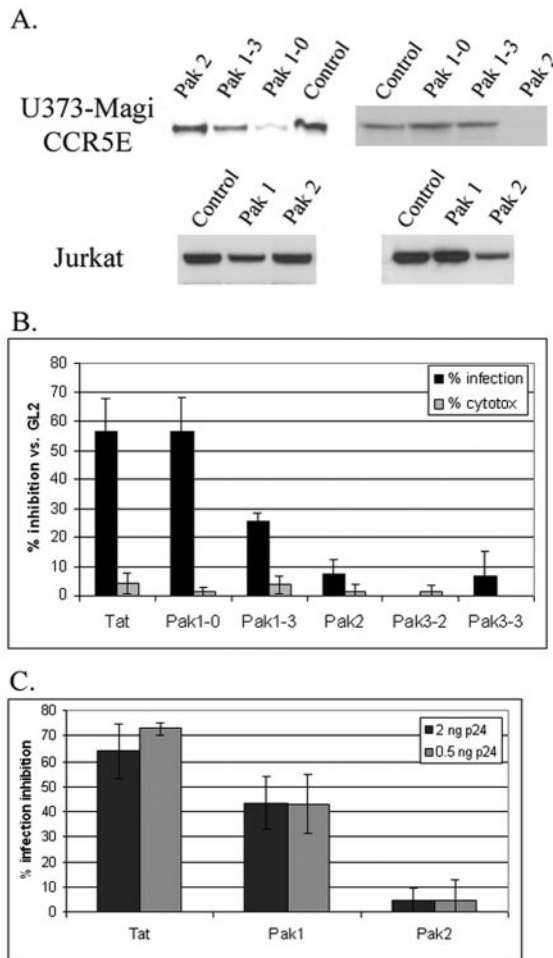 A.
Pak 2 Pak 1-3 Pak 1-0 Control Control Pak 1-0 Pak 1-3 Pak 2
U373-Magi
CCR5E
Control Pak 1 Pak 2 Control Pak 1 Pak 2
Jurkat
B.
% inhibition vs. GL2
80
70
60
50
40
30
20
10
0
% infection
% cytotox
Tat Pak1-0 Pak1-3 Pak2 Pak3-2 Pak3-3
C.
% infection inhibition
80
70
60
50
40
30
20
10
0
2 ng p24
0.5 ng p24
Tat Pak1 Pak2